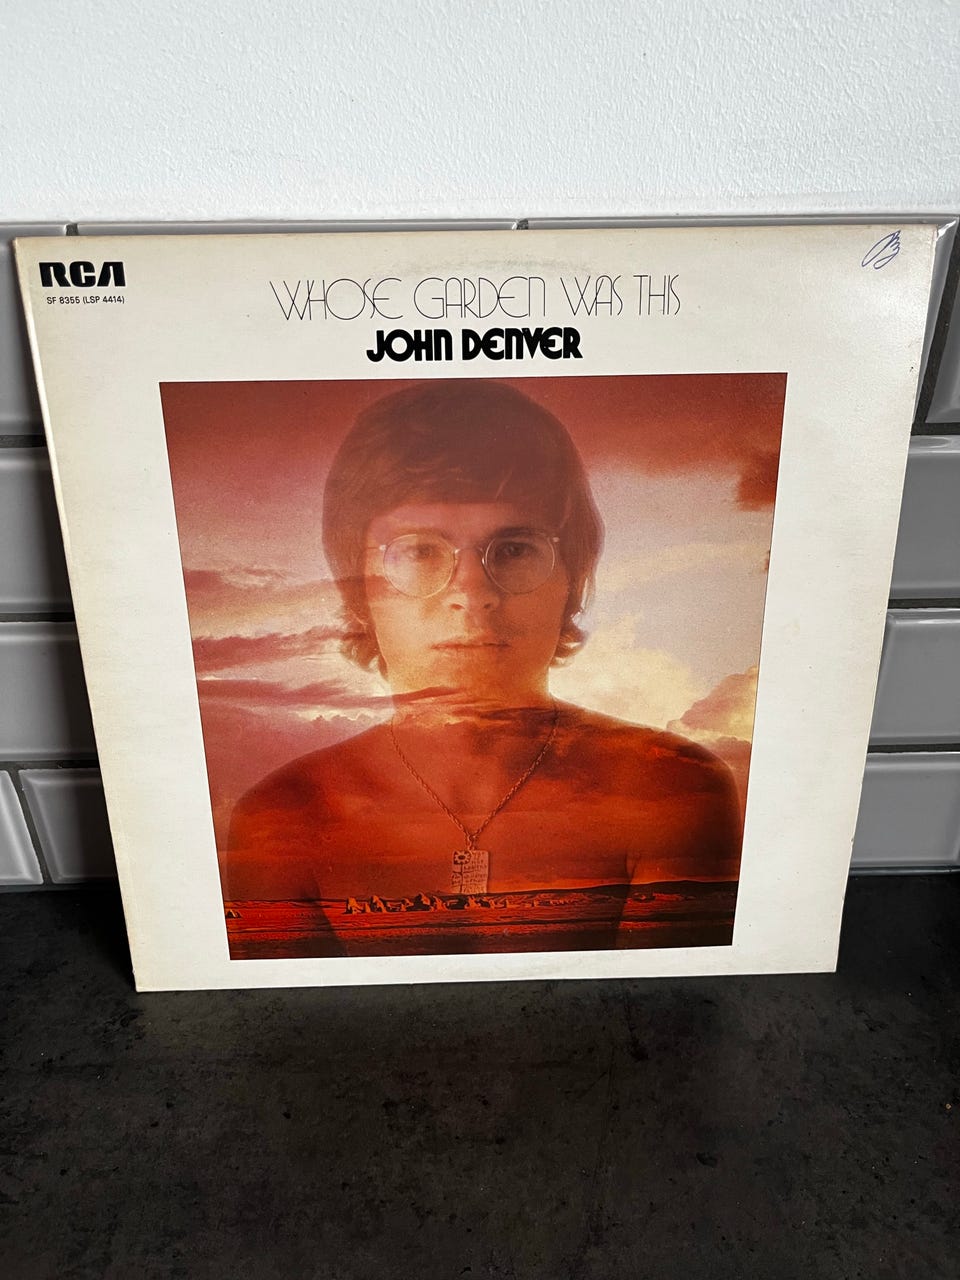 RCA
SF 8355 (LSP 4414)
WHOSE GARDEN WAS THIS
JOHN DENVER